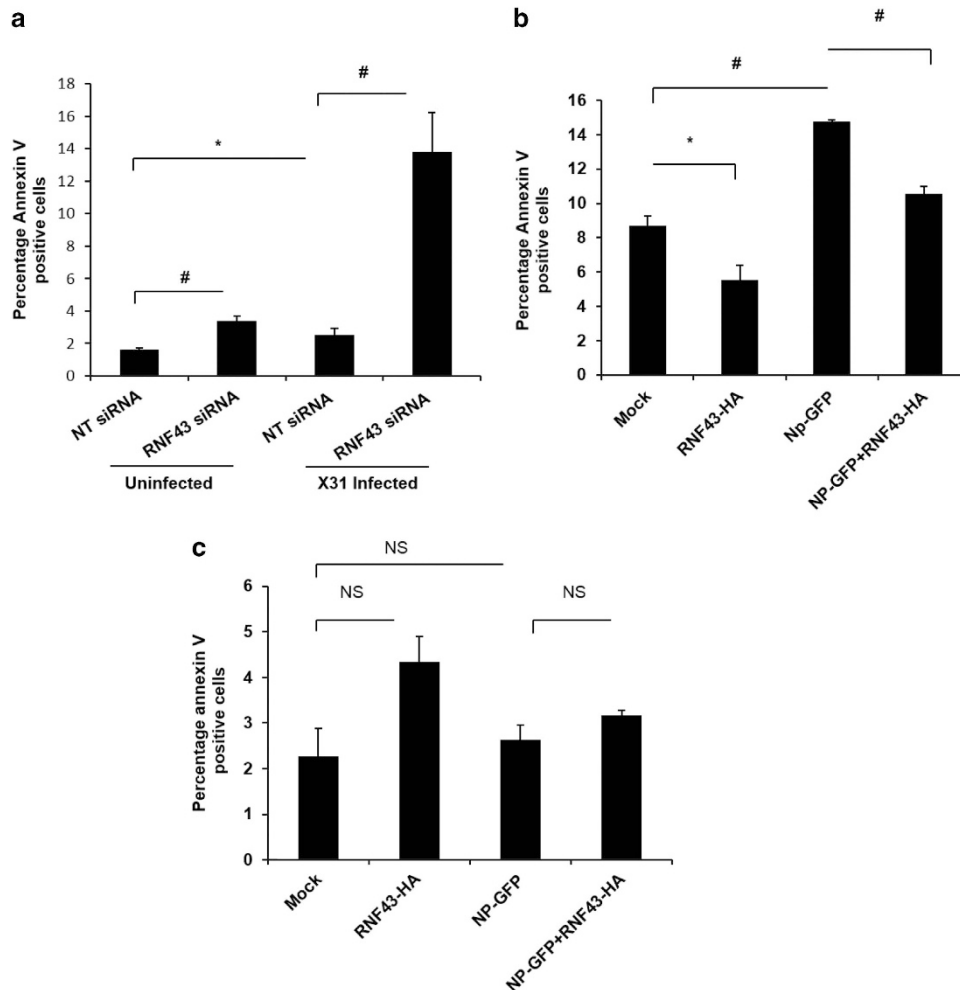 a
#
18
16
14
12
10
8
6
4
2
0
Percentage Annexin V
positive cells
*
#
NT siRNA
RNF43 siRNA
NT siRNA
RNF43 siRNA
Uninfected
X31 Infected
b
#
#
*
16
14
12
10
8
6
4
2
0
Percentage Annexin V
positive cells
Mock
RNF43-HA
Np-GFP
NP-GFP+RNF43-HA
c
NS
NS
NS
6
5
4
3
2
1
0
Percentage annexin V
positive cells
Mock
RNF43-HA
NP-GFP
NP-GFP+RNF43-HA